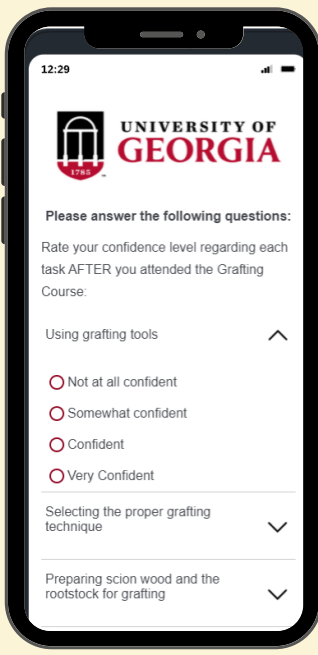 12:29
UNIVERSITY OF
GEORGIA
1785
Please answer the following questions:
Rate your confidence level regarding each
task AFTER you attended the Grafting
Course:
Using grafting tools
Not at all confident
Somewhat confident
Confident
Very Confident
Selecting the proper grafting
technique
Preparing scion wood and the
rootstock for grafting